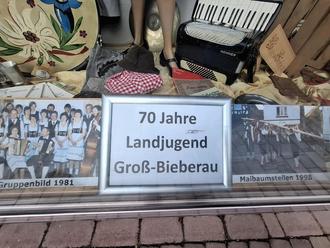 70 Jahre
Landjugend
Groß-Bieberau
Gruppenbild 1981
Maibaumstellen 1998